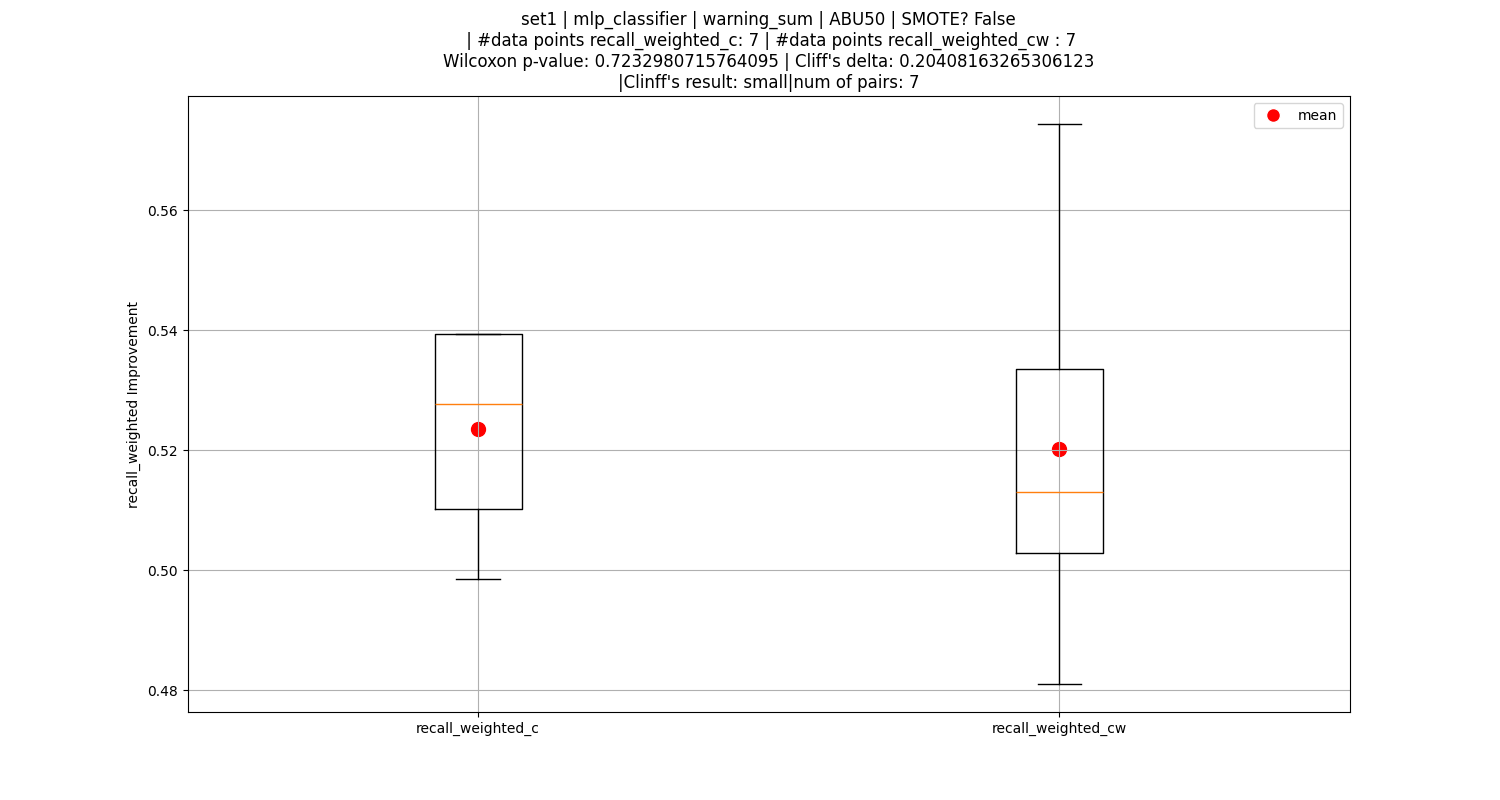 set1 | mlp_classifier | warning_sum | ABU50 | SMOTE? False
| #data points recall_weighted_c: 7 | #data points recall_weighted_cw : 7
Wilcoxon p-value: 0.7232980715764095 | Cliff's delta: 0.20408163265306123
|Clinff's result: small|num of pairs: 7
mean
0.56
0.54
0.52
0.50
0.48
recall_weighted Improvement
recall_weighted_c
recall_weighted_cw